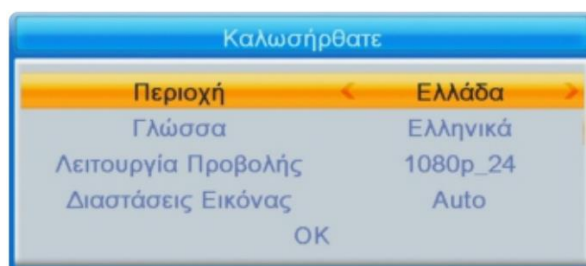 Καλωσήρθατε
Περιοχή < Ελλάδα >
Γλώσσα Ελληνικά
Λειτουργία Προβολής 1080p_24
Διαστάσεις Εικόνας Auto
OK